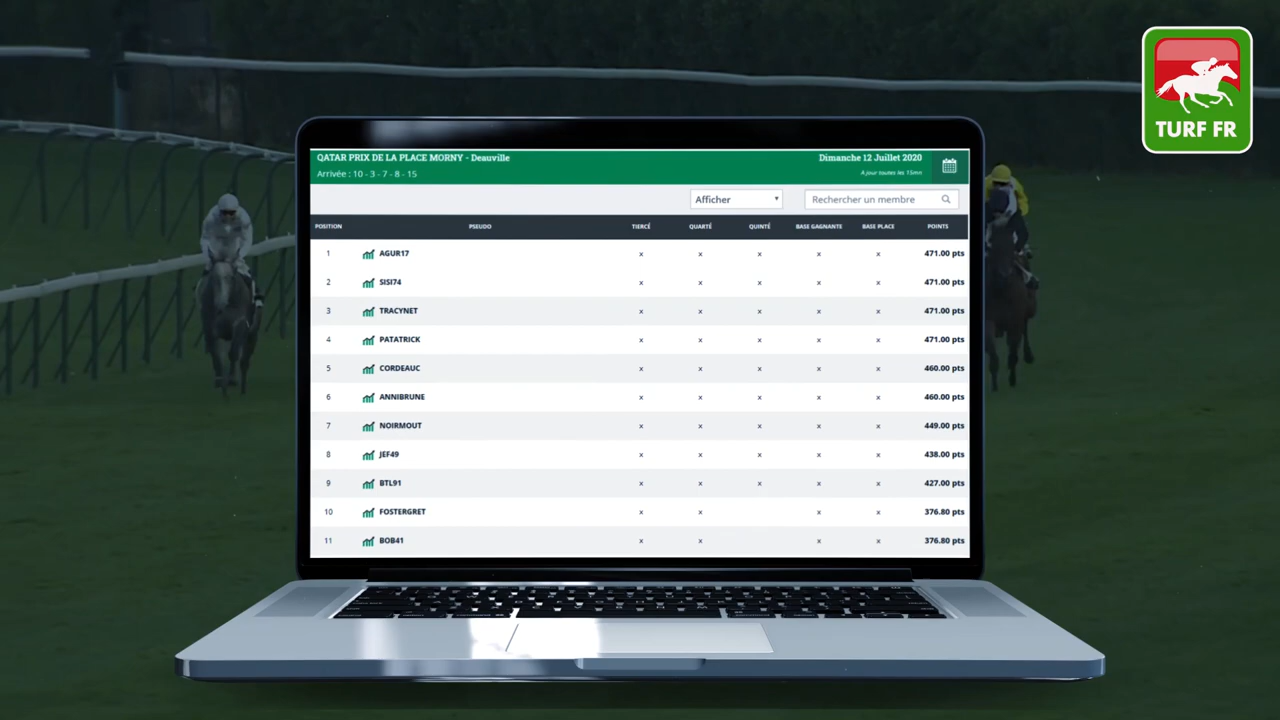 TURF FR
QATAR PRIX DE LA PLACE MORNY - Deauville
Dimanche 12 Juillet 2020
Arrivée : 10 - 3 - 7 - 8 - 15
A jour toutes les 15mn
Afficher
Rechercher un membre
POSITION PSEUDO TIERCÉ QUARTÉ QUINTÉ BASE GAGNANTE BASE PLACE POINTS
1 AGUR17 x x x x x 471.00 pts
2 SISI74 x x x x x 471.00 pts
3 TRACYNET x x x x x 471.00 pts
4 PATATRICK x x x x x 471.00 pts
5 CORDEAUC x x x x x 460.00 pts
6 ANNIBRUNE x x x x x 460.00 pts
7 NOIRMOUT x x x x x 449.00 pts
8 JEF49 x x x x x 438.00 pts
9 BTL91 x x x x x 427.00 pts
10 FOSTERGRET x x x x 376.80 pts
11 BOB41 x x x x 376.80 pts